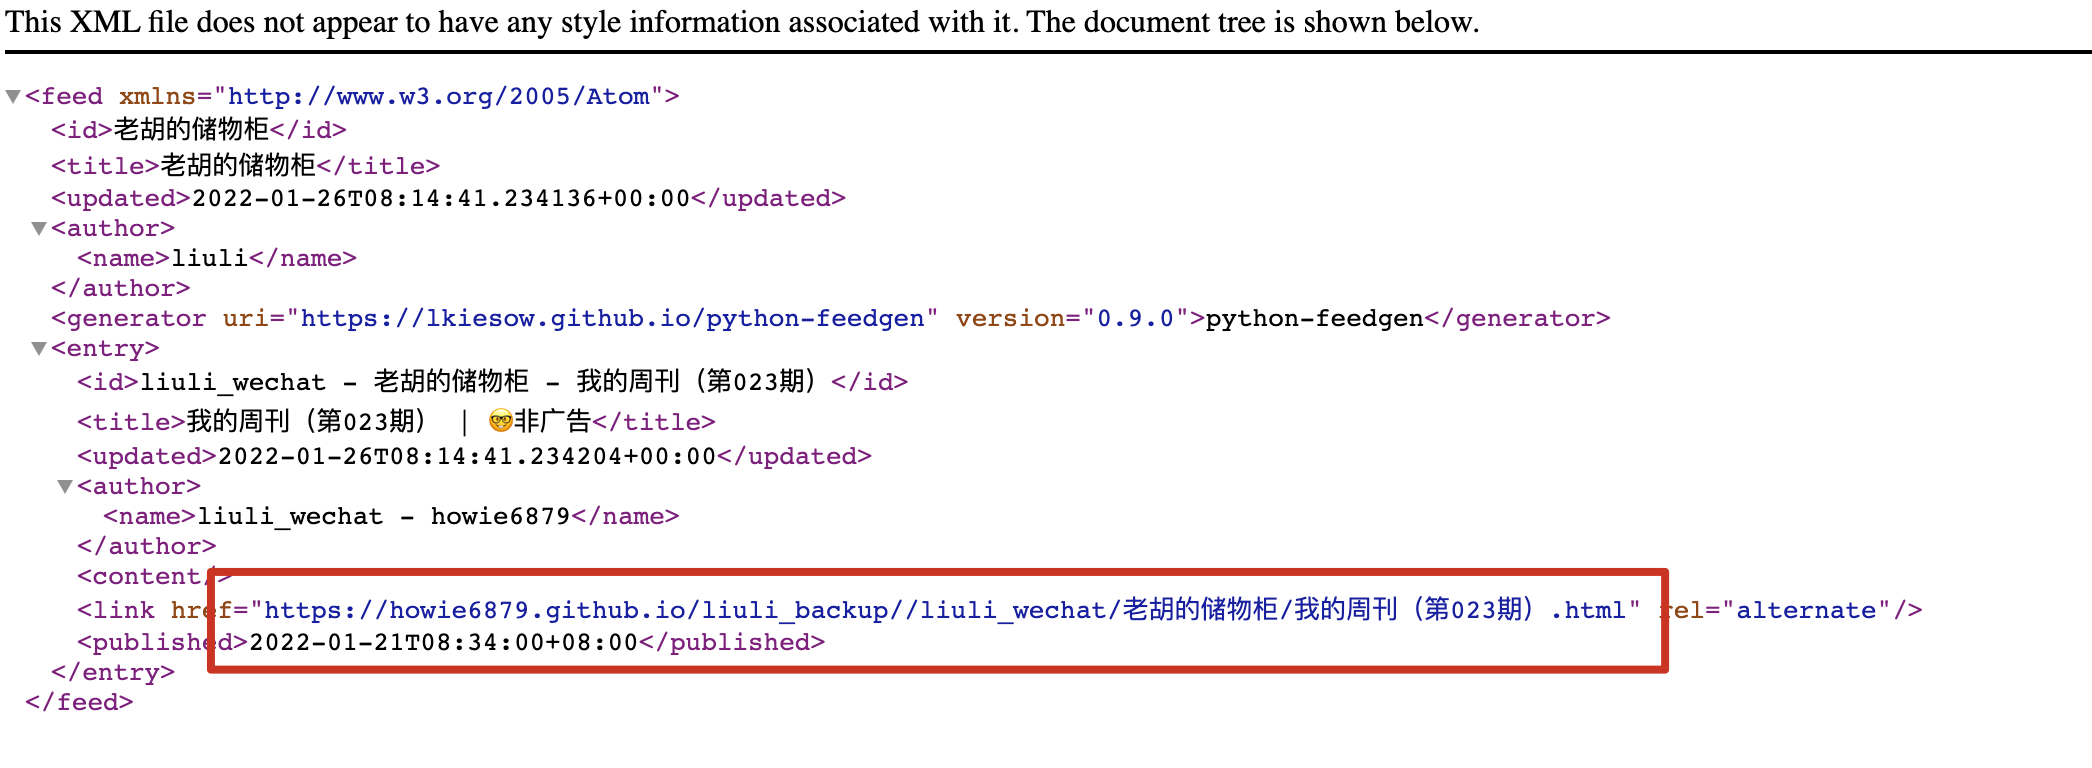 This XML file does not appear to have any style information associated with it. The document tree is shown below.
▼<feed xmlns="http://www.w3.org/2005/Atom">
<id>老胡的储物柜</id>
<title>老胡的储物柜</title>
<updated>2022-01-26T08:14:41.234136+00:00</updated>
▼<author>
<name>liuli</name>
</author>
<generator uri="https://lkiesow.github.io/python-feedgen" version="0.9.0">python-feedgen</generator>
▼<entry>
<id>liuli_wechat - 老胡的储物柜 - 我的周刊（第023期）</id>
<title>我的周刊（第023期） | 🤓非广告</title>
<updated>2022-01-26T08:14:41.234204+00:00</updated>
▼<author>
<name>liuli_wechat - howie6879</name>
</author>
<content/>
<link href="https://howie6879.github.io/liuli_backup//liuli_wechat/老胡的储物柜/我的周刊（第023期）.html" rel="alternate"/>
<published>2022-01-21T08:34:00+08:00</published>
</entry>
</feed>